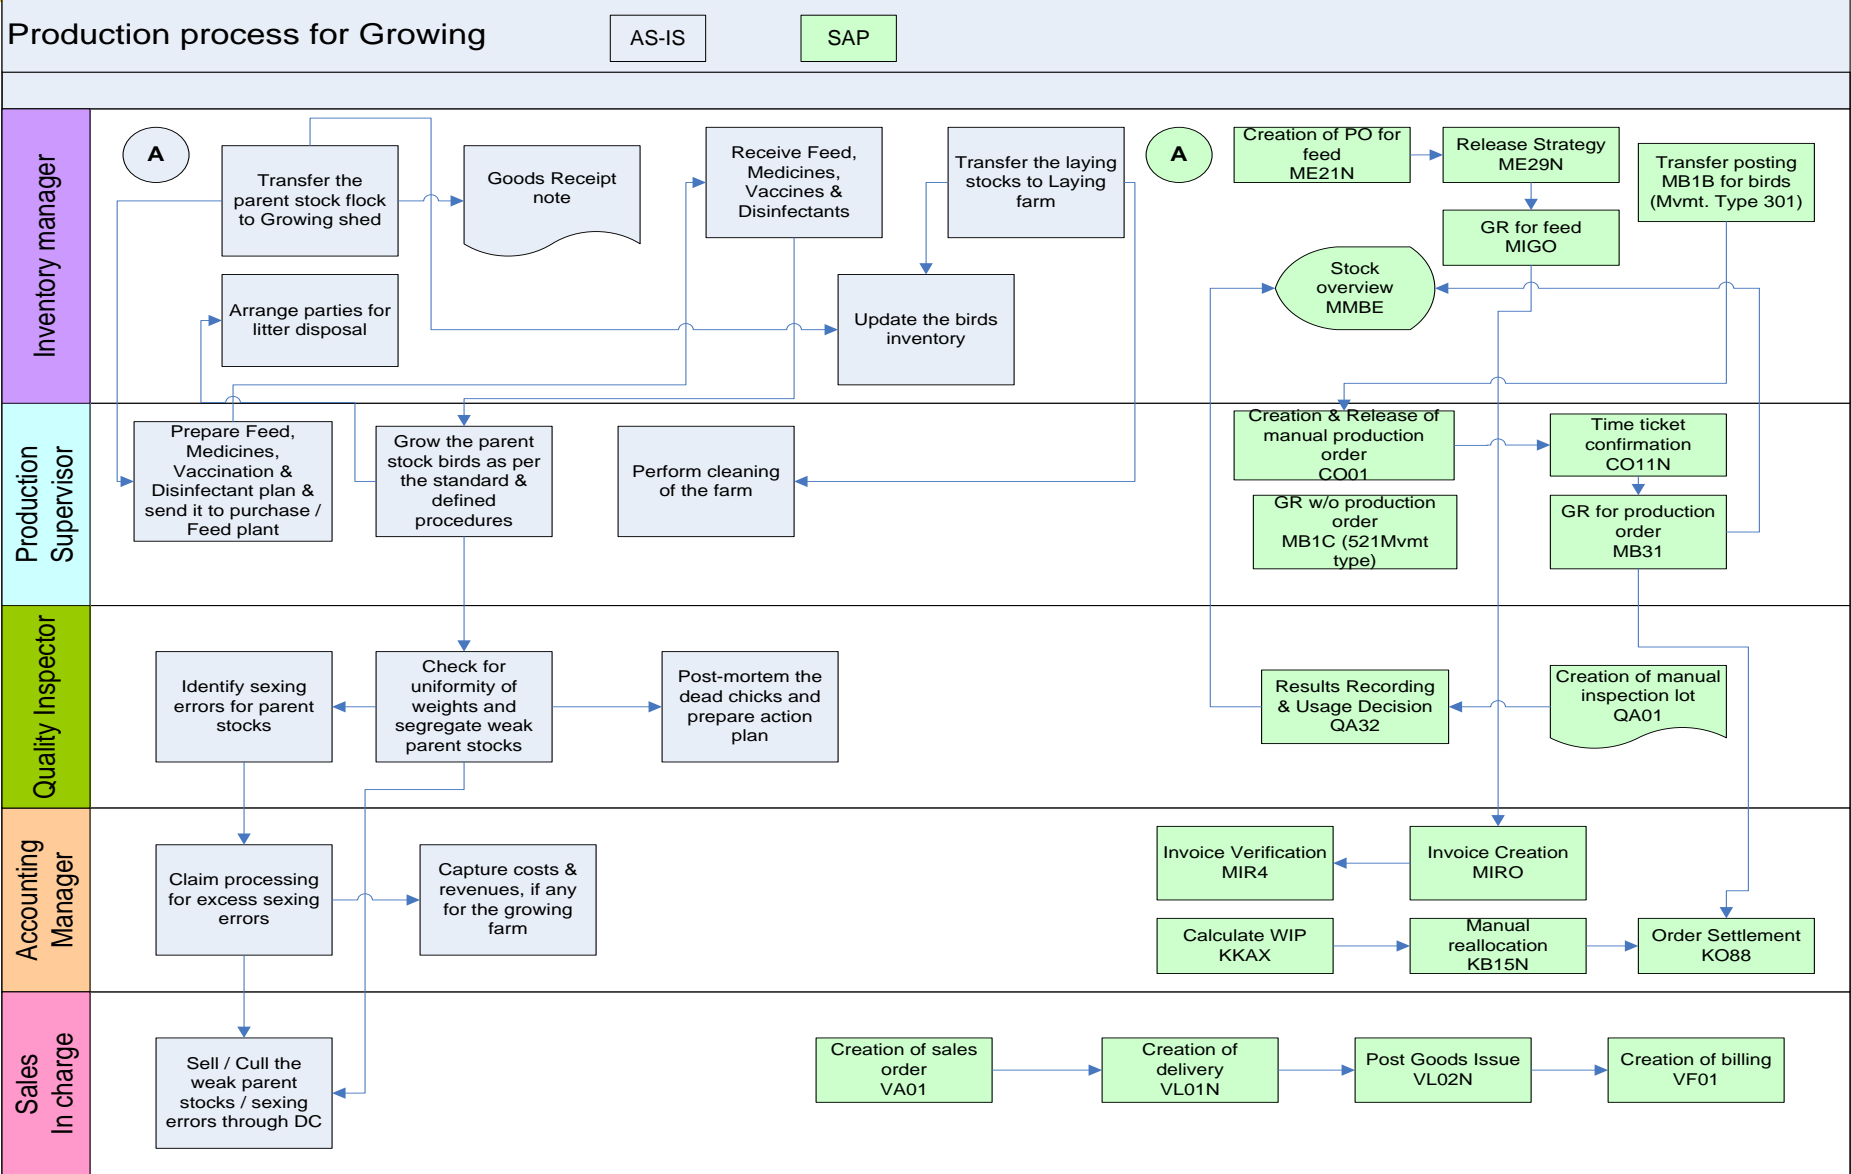 Production process for Growing
AS-IS
SAP
Inventory manager
A
Transfer the
parent stock flock
to Growing shed
Goods Receipt
note
Receive Feed,
Medicines,
Vaccines &
Disinfectants
Transfer the laying
stocks to Laying
farm
Arrange parties for
litter disposal
Update the birds
inventory
A
Creation of PO for
feed
ME21N
Release Strategy
ME29N
Transfer posting
MB1B for birds
(Mvmt. Type 301)
GR for feed
MIGO
Stock
overview
MMBE
Production
Supervisor
Prepare Feed,
Medicines,
Vaccination &
Disinfectant plan &
send it to purchase /
Feed plant
Grow the parent
stock birds as per
the standard &
defined
procedures
Perform cleaning
of the farm
Creation & Release of
manual production
order
CO01
Time ticket
confirmation
CO11N
GR w/o production
order
MB1C (521Mvmt
type)
GR for production
order
MB31
Quality Inspector
Identify sexing
errors for parent
stocks
Check for
uniformity of
weights and
segregate weak
parent stocks
Post-mortem the
dead chicks and
prepare action
plan
Results Recording
& Usage Decision
QA32
Creation of manual
inspection lot
QA01
Accounting
Manager
Claim processing
for excess sexing
errors
Capture costs &
revenues, if any
for the growing
farm
Invoice Verification
MIR4
Invoice Creation
MIRO
Calculate WIP
KKAX
Manual
reallocation
KB15N
Order Settlement
KO88
Sales
In charge
Sell / Cull the
weak parent
stocks / sexing
errors through DC
Creation of sales
order
VA01
Creation of
delivery
VL01N
Post Goods Issue
VL02N
Creation of billing
VF01